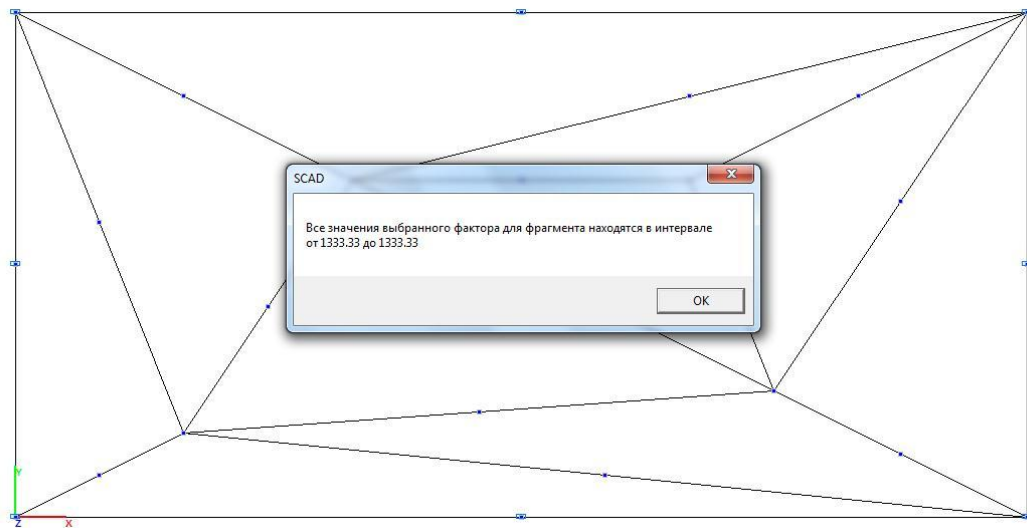 SCAD
Все значения выбранного фактора для фрагмента находятся в интервале
от 1333.33 до 1333.33
OK
Y
Z X